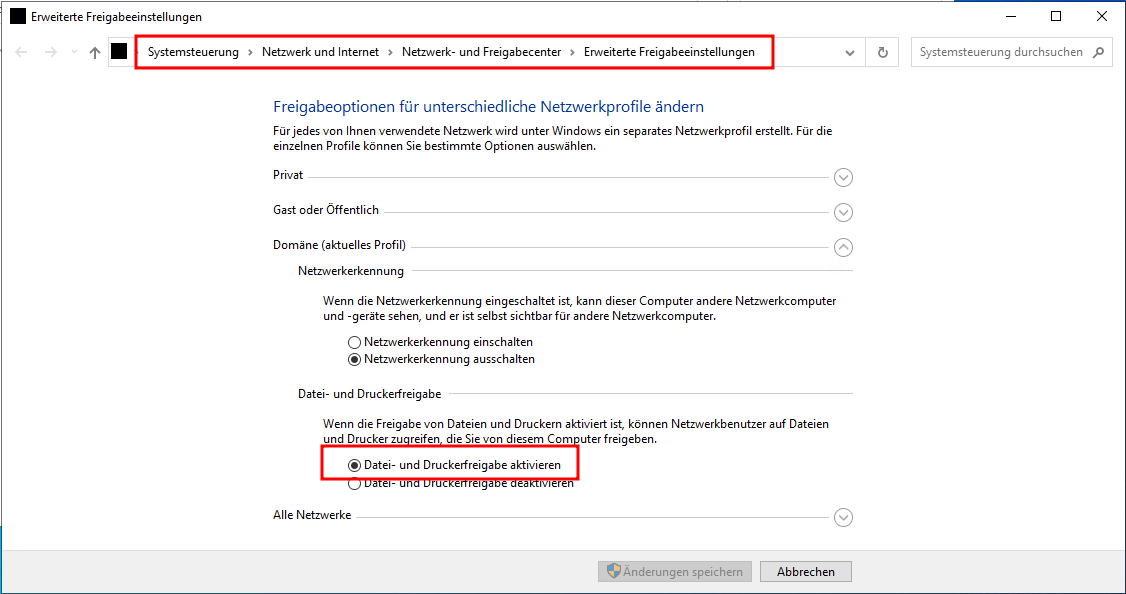 Erweiterte Freigabeeinstellungen
Systemsteuerung > Netzwerk und Internet > Netzwerk- und Freigabecenter > Erweiterte Freigabeeinstellungen
Systemsteuerung durchsuchen
Freigabeoptionen für unterschiedliche Netzwerkprofile ändern
Für jedes von Ihnen verwendete Netzwerk wird unter Windows ein separates Netzwerkprofil erstellt. Für die
einzelnen Profile können Sie bestimmte Optionen auswählen.
Privat
Gast oder Öffentlich
Domäne (aktuelles Profil)
Netzwerkerkennung
Wenn die Netzwerkerkennung eingeschaltet ist, kann dieser Computer andere Netzwerkcomputer
und -geräte sehen, und er ist selbst sichtbar für andere Netzwerkcomputer.
Netzwerkerkennung einschalten
Netzwerkerkennung ausschalten
Datei- und Druckerfreigabe
Wenn die Freigabe von Dateien und Druckern aktiviert ist, können Netzwerkbenutzer auf Dateien
und Drucker zugreifen, die Sie von diesem Computer freigeben.
Datei- und Druckerfreigabe aktivieren
Datei- und Druckerfreigabe deaktivieren
Alle Netzwerke
Änderungen speichern
Abbrechen